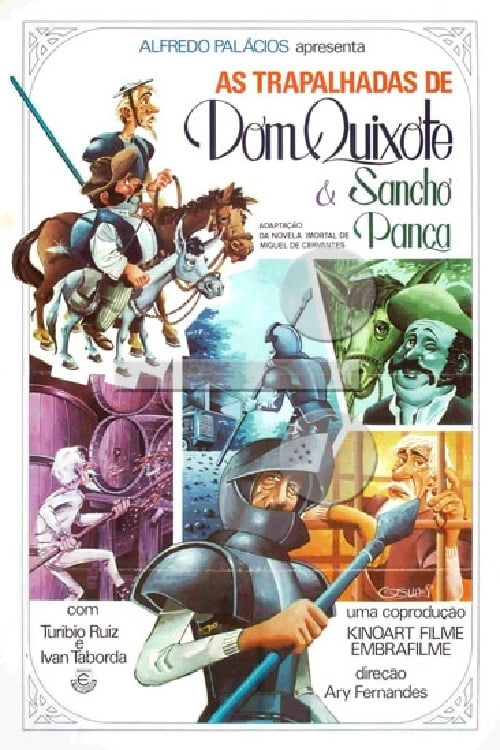 ALFREDO PALÁCIOS apresenta
AS TRAPALHADAS DE
Dom Quixote
& Sancho
Pança
ADAPTAÇÃO
DA NOVELA IMORTAL DE
MIGUEL DE CERVANTES
com
Turibio Ruiz
e
Ivan Taborda
uma coprodução
KINOART FILME
EMBRAFILME
direção
Ary Fernandes